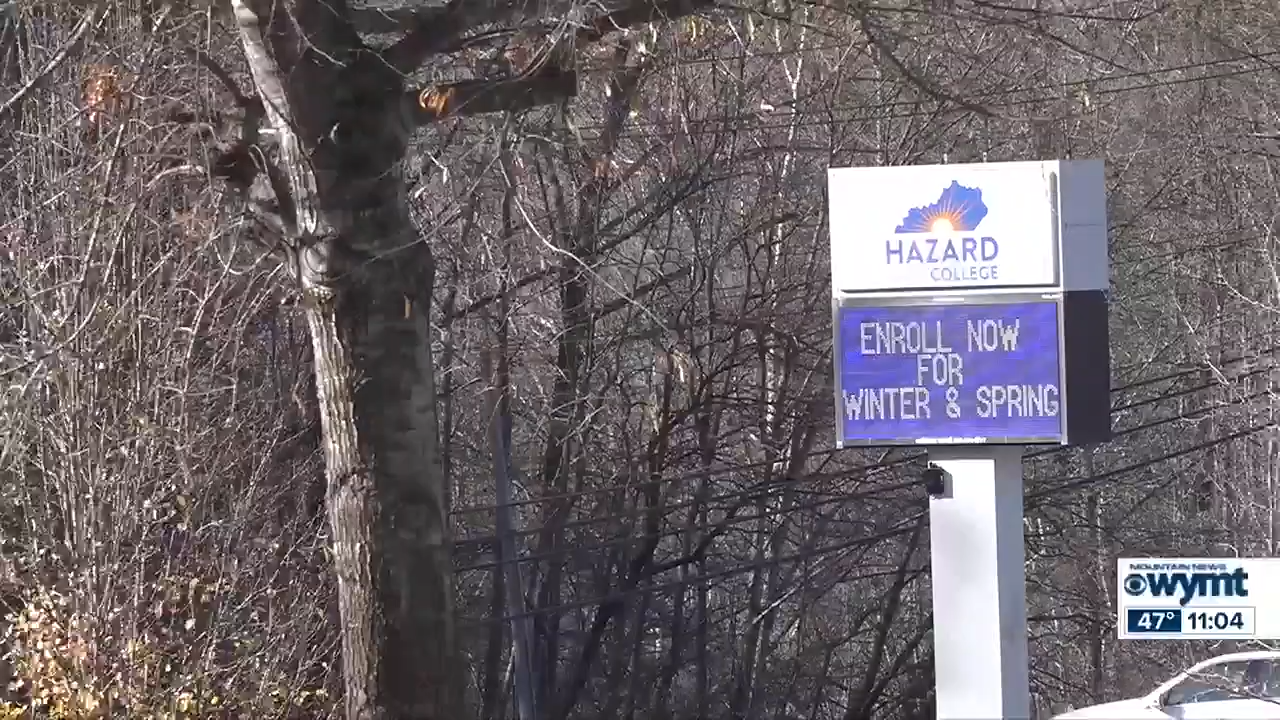 HAZARD
COLLEGE
ENROLL NOW
FOR
WINTER & SPRING
MOUNTAIN NEWS
wymt
47° 11:04